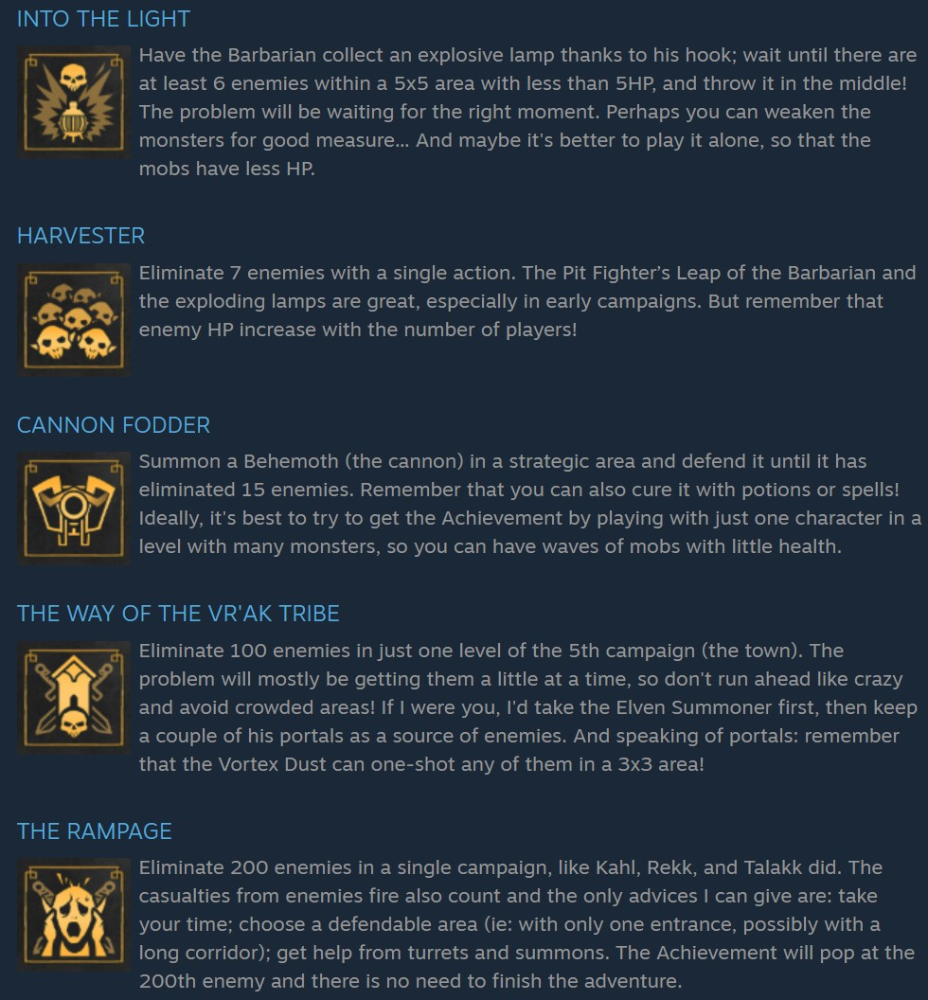 INTO THE LIGHT
Have the Barbarian collect an explosive lamp thanks to his hook; wait until there are
at least 6 enemies within a 5x5 area with less than 5HP, and throw it in the middle!
The problem will be waiting for the right moment. Perhaps you can weaken the
monsters for good measure... And maybe it's better to play it alone, so that the
mobs have less HP.
HARVESTER
Eliminate 7 enemies with a single action. The Pit Fighter’s Leap of the Barbarian and
the exploding lamps are great, especially in early campaigns. But remember that
enemy HP increase with the number of players!
CANNON FODDER
Summon a Behemoth (the cannon) in a strategic area and defend it until it has
eliminated 15 enemies. Remember that you can also cure it with potions or spells!
Ideally, it's best to try to get the Achievement by playing with just one character in a
level with many monsters, so you can have waves of mobs with little health.
THE WAY OF THE VR'AK TRIBE
Eliminate 100 enemies in just one level of the 5th campaign (the town). The
problem will mostly be getting them a little at a time, so don't run ahead like crazy
and avoid crowded areas! If I were you, I'd take the Elven Summoner first, then keep
a couple of his portals as a source of enemies. And speaking of portals: remember
that the Vortex Dust can one-shot any of them in a 3x3 area!
THE RAMPAGE
Eliminate 200 enemies in a single campaign, like Kahl, Rekk, and Talakk did. The
casualties from enemies fire also count and the only advices I can give are: take
your time; choose a defendable area (ie: with only one entrance, possibly with a
long corridor); get help from turrets and summons. The Achievement will pop at the
200th enemy and there is no need to finish the adventure.